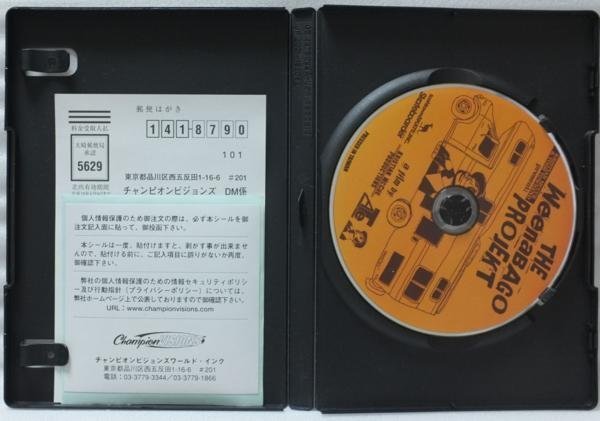 郵便はがき
料金受取人払
大崎郵便局
承認
5629
差出有効期間
141-8790
101
東京都品川区西五反田1-16-6 #201
チャンピオンビジョンズ DM係
個人情報保護のため御注文の際は、必ず本シールを御
注文記入面に貼って、御投函下さい。
本シールは一度、貼付けますと、剥がす事が出来ませ
んので、貼付ける前に、ご記入項目に誤りがないか再度、
御確認下さい。
弊社の個人情報保護のための情報セキュリティポリシ
ー及び行動指針(プライバシーポリシー)については、
弊社ホームページ上で公表しておりますので御確認下さい。
URL: www.championvisions.com
Champion VISIONS
チャンピオンビジョンズワールド・インク
東京都品川区西五反田1-16-6 #201
電話:03-3779-3344/03-3779-1866
THE
WeenaBAGO
PROJEKT
presents
a film by
Skateboarder